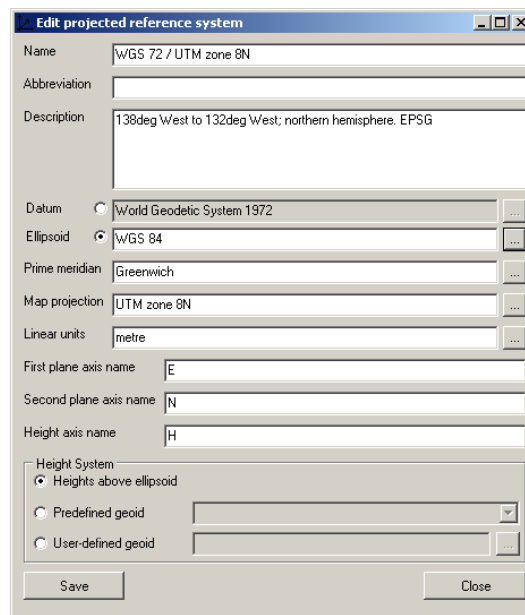 Edit projected reference system
Name WGS 72 / UTM zone 8N
Abbreviation
Description 138deg West to 132deg West; northern hemisphere. EPSG
Datum World Geodetic System 1972 ...
Ellipsoid WGS 84 ...
Prime meridian Greenwich ...
Map projection UTM zone 8N ...
Linear units metre ...
First plane axis name E
Second plane axis name N
Height axis name H
Height System
Heights above ellipsoid
Predefined geoid
User-defined geoid ...
Save Close